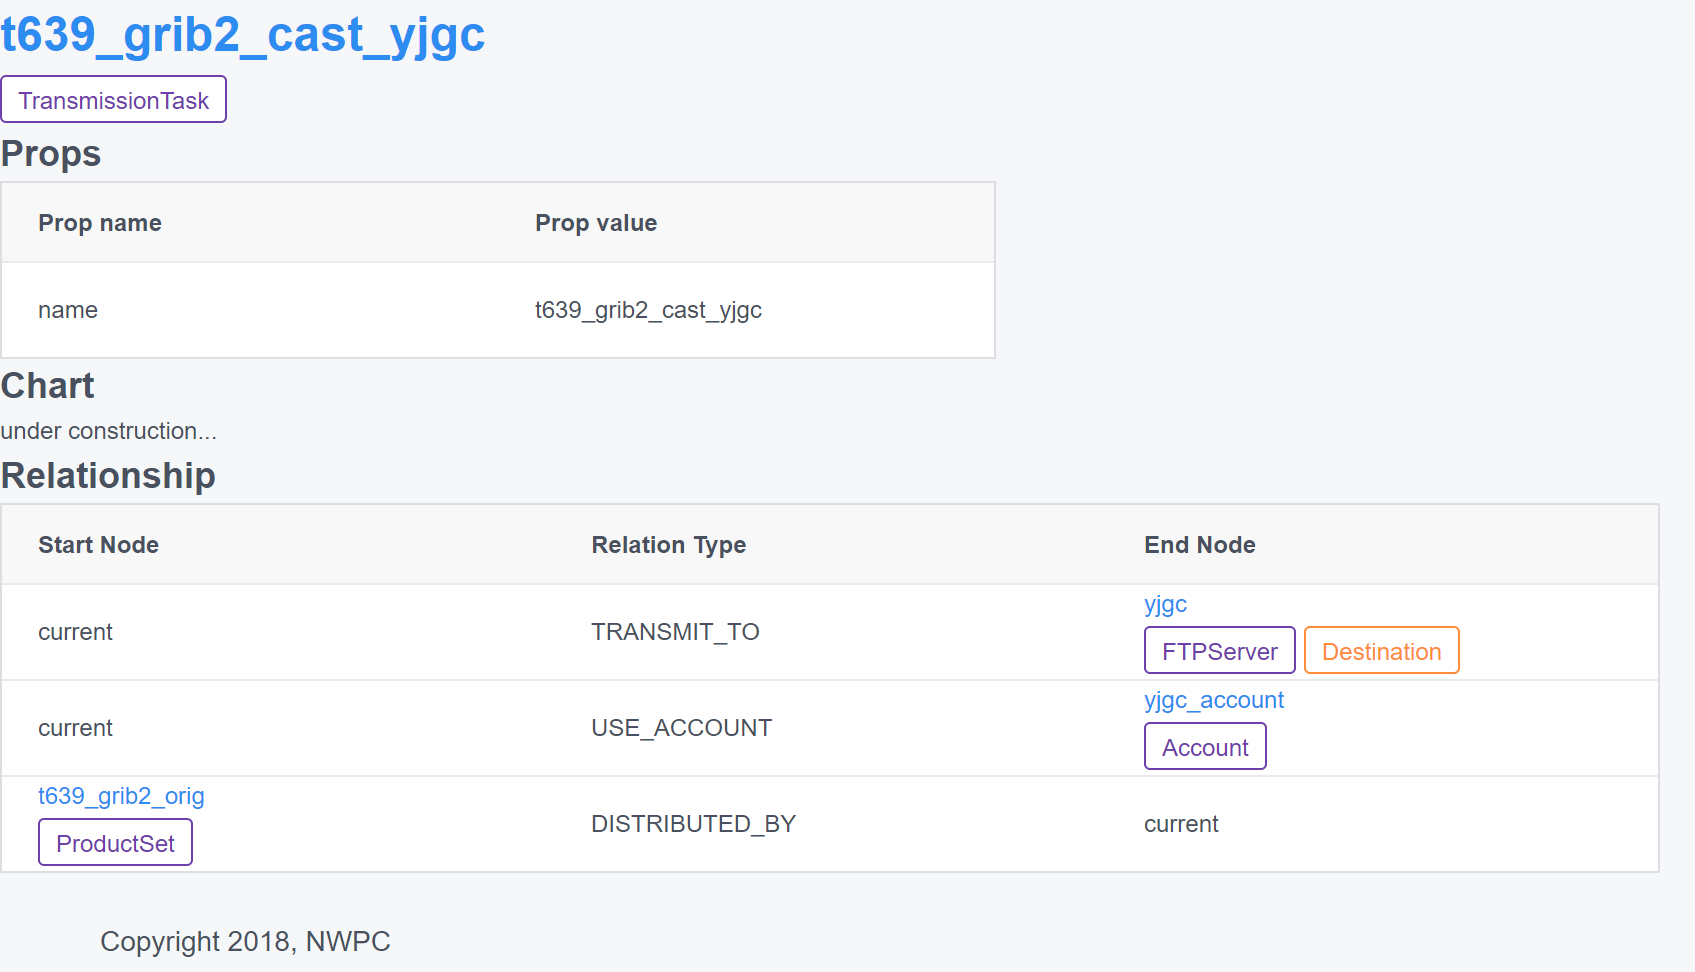 t639_grib2_cast_yjgc
TransmissionTask
Props
Prop name Prop value
name t639_grib2_cast_yjgc
Chart
under construction...
Relationship
Start Node Relation Type End Node
current TRANSMIT_TO yjgc
FTPServer Destination
current USE_ACCOUNT yjgc_account
Account
t639_grib2_orig
ProductSet DISTRIBUTED_BY current
Copyright 2018, NWPC